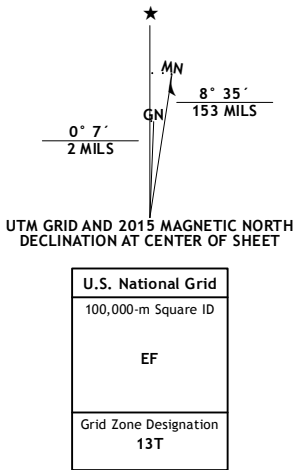 ★
MN
8° 35´
153 MILS
GN
0° 7´
2 MILS
UTM GRID AND 2015 MAGNETIC NORTH
DECLINATION AT CENTER OF SHEET
U.S. National Grid
100,000-m Square ID
EF
Grid Zone Designation
13T